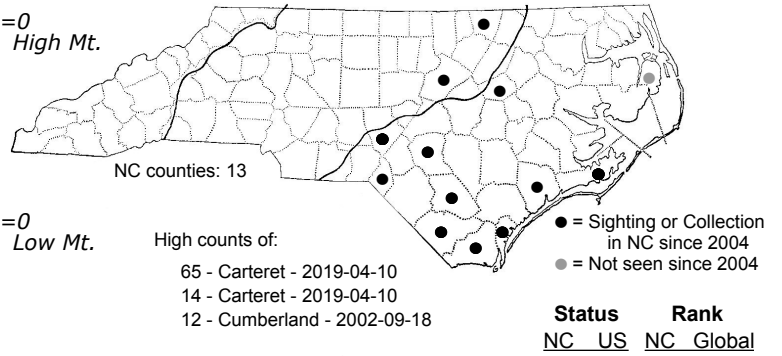 =0
High Mt.
NC counties: 13
=0
Low Mt.
High counts of:
65 - Carteret - 2019-04-10
14 - Carteret - 2019-04-10
12 - Cumberland - 2002-09-18
= Sighting or Collection
in NC since 2004
= Not seen since 2004
Status Rank
NC US NC Global